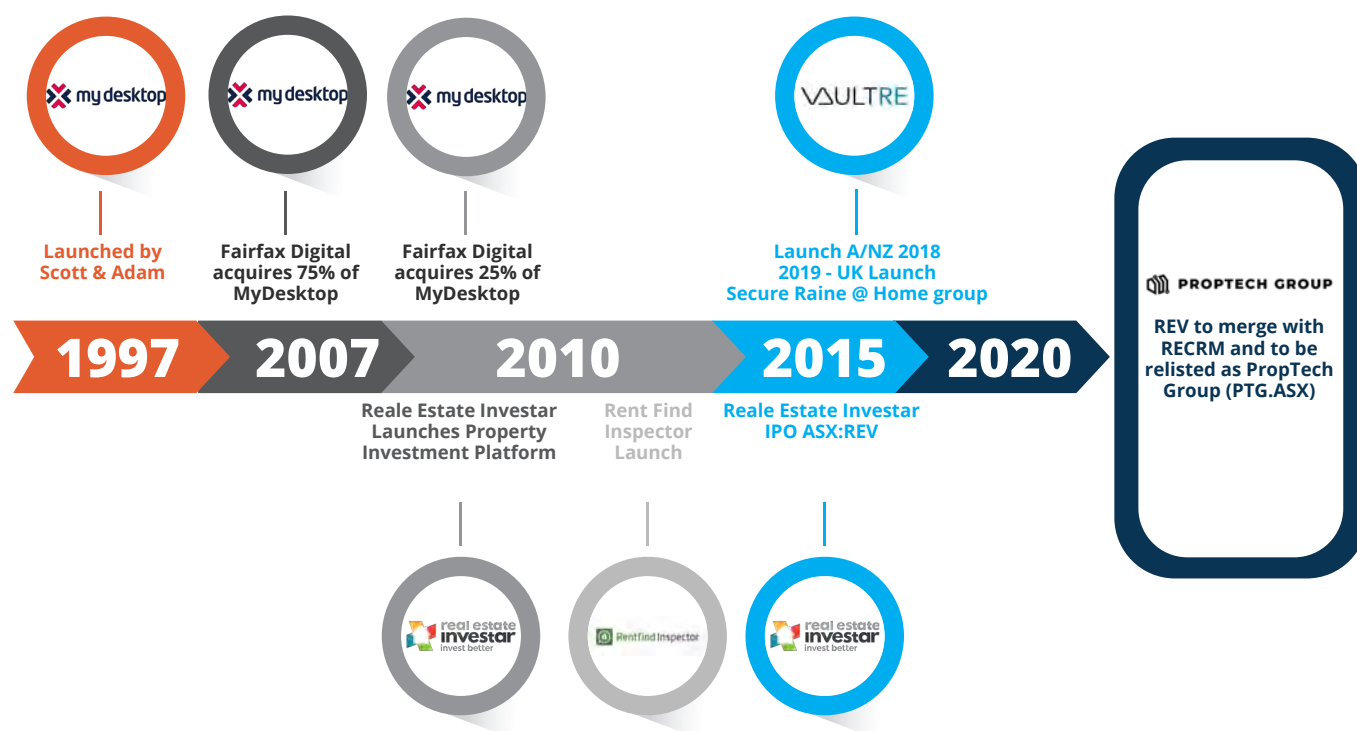 my desktop
my desktop
my desktop
VAULTRE
Launched by
Scott & Adam
Fairfax Digital
acquires 75% of
MyDesktop
Fairfax Digital
acquires 25% of
MyDesktop
Launch A/NZ 2018
2019 - UK Launch
Secure Raine @ Home group
1997
2007
2010
2015
2020
PROPTECH GROUP
REV to merge with
RECRM and to be
relisted as PropTech
Group (PTG.ASX)
Reale Estate Investar
Launches Property
Investment Platform
Rent Find
Inspector
Launch
Reale Estate Investar
IPO ASX:REV
real estate
investar
invest better
Rentfind Inspector
real estate
investar
invest better